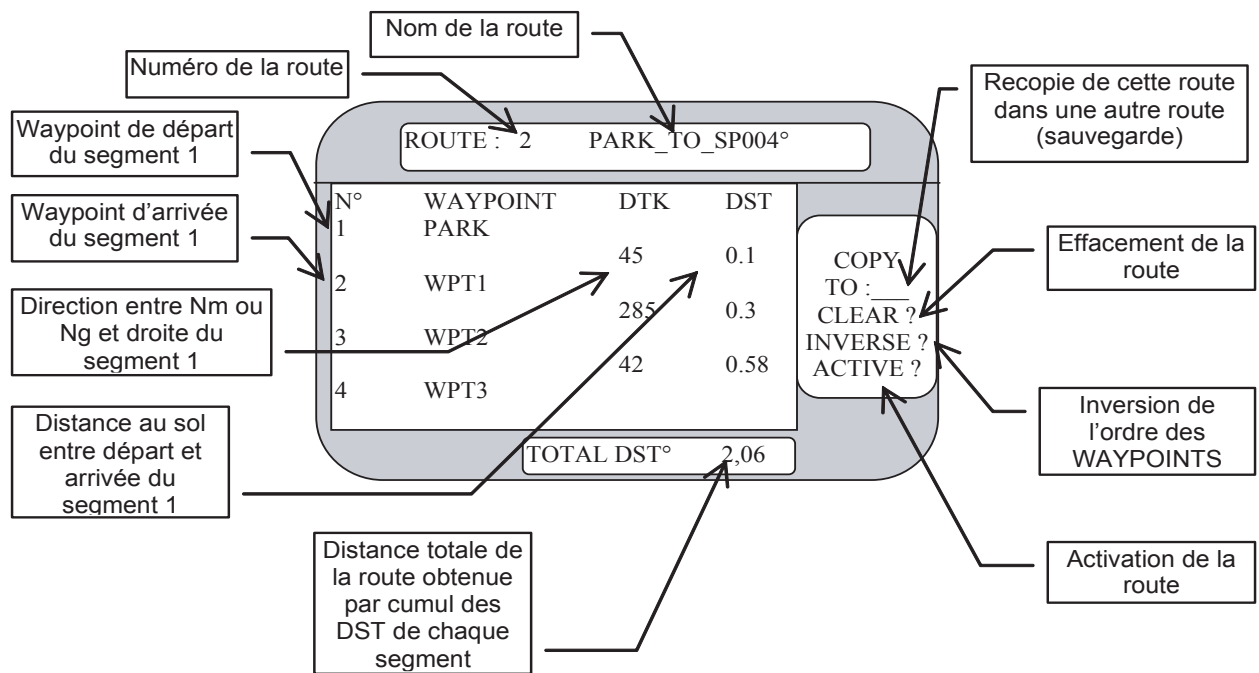 Nom de la route
Numéro de la route
Recopie de cette route
dans une autre route
(sauvegarde)
Waypoint de départ
du segment 1
ROUTE : 2 PARK_TO_SP004°
Waypoint d'arrivée
du segment 1
N° WAYPOINT DTK DST
1 PARK
45 0.1
2 WPT1
285 0.3
3 WPT2
42 0.58
4 WPT3
COPY
TO :___
CLEAR ?
INVERSE ?
ACTIVE ?
Effacement de la
route
Direction entre Nm ou
Ng et droite du
segment 1
Distance au sol
entre départ et
arrivée du
segment 1
Inversion de
l'ordre des
WAYPOINTS
TOTAL DST° 2,06
Distance totale de
la route obtenue
par cumul des
DST de chaque
segment
Activation de la
route